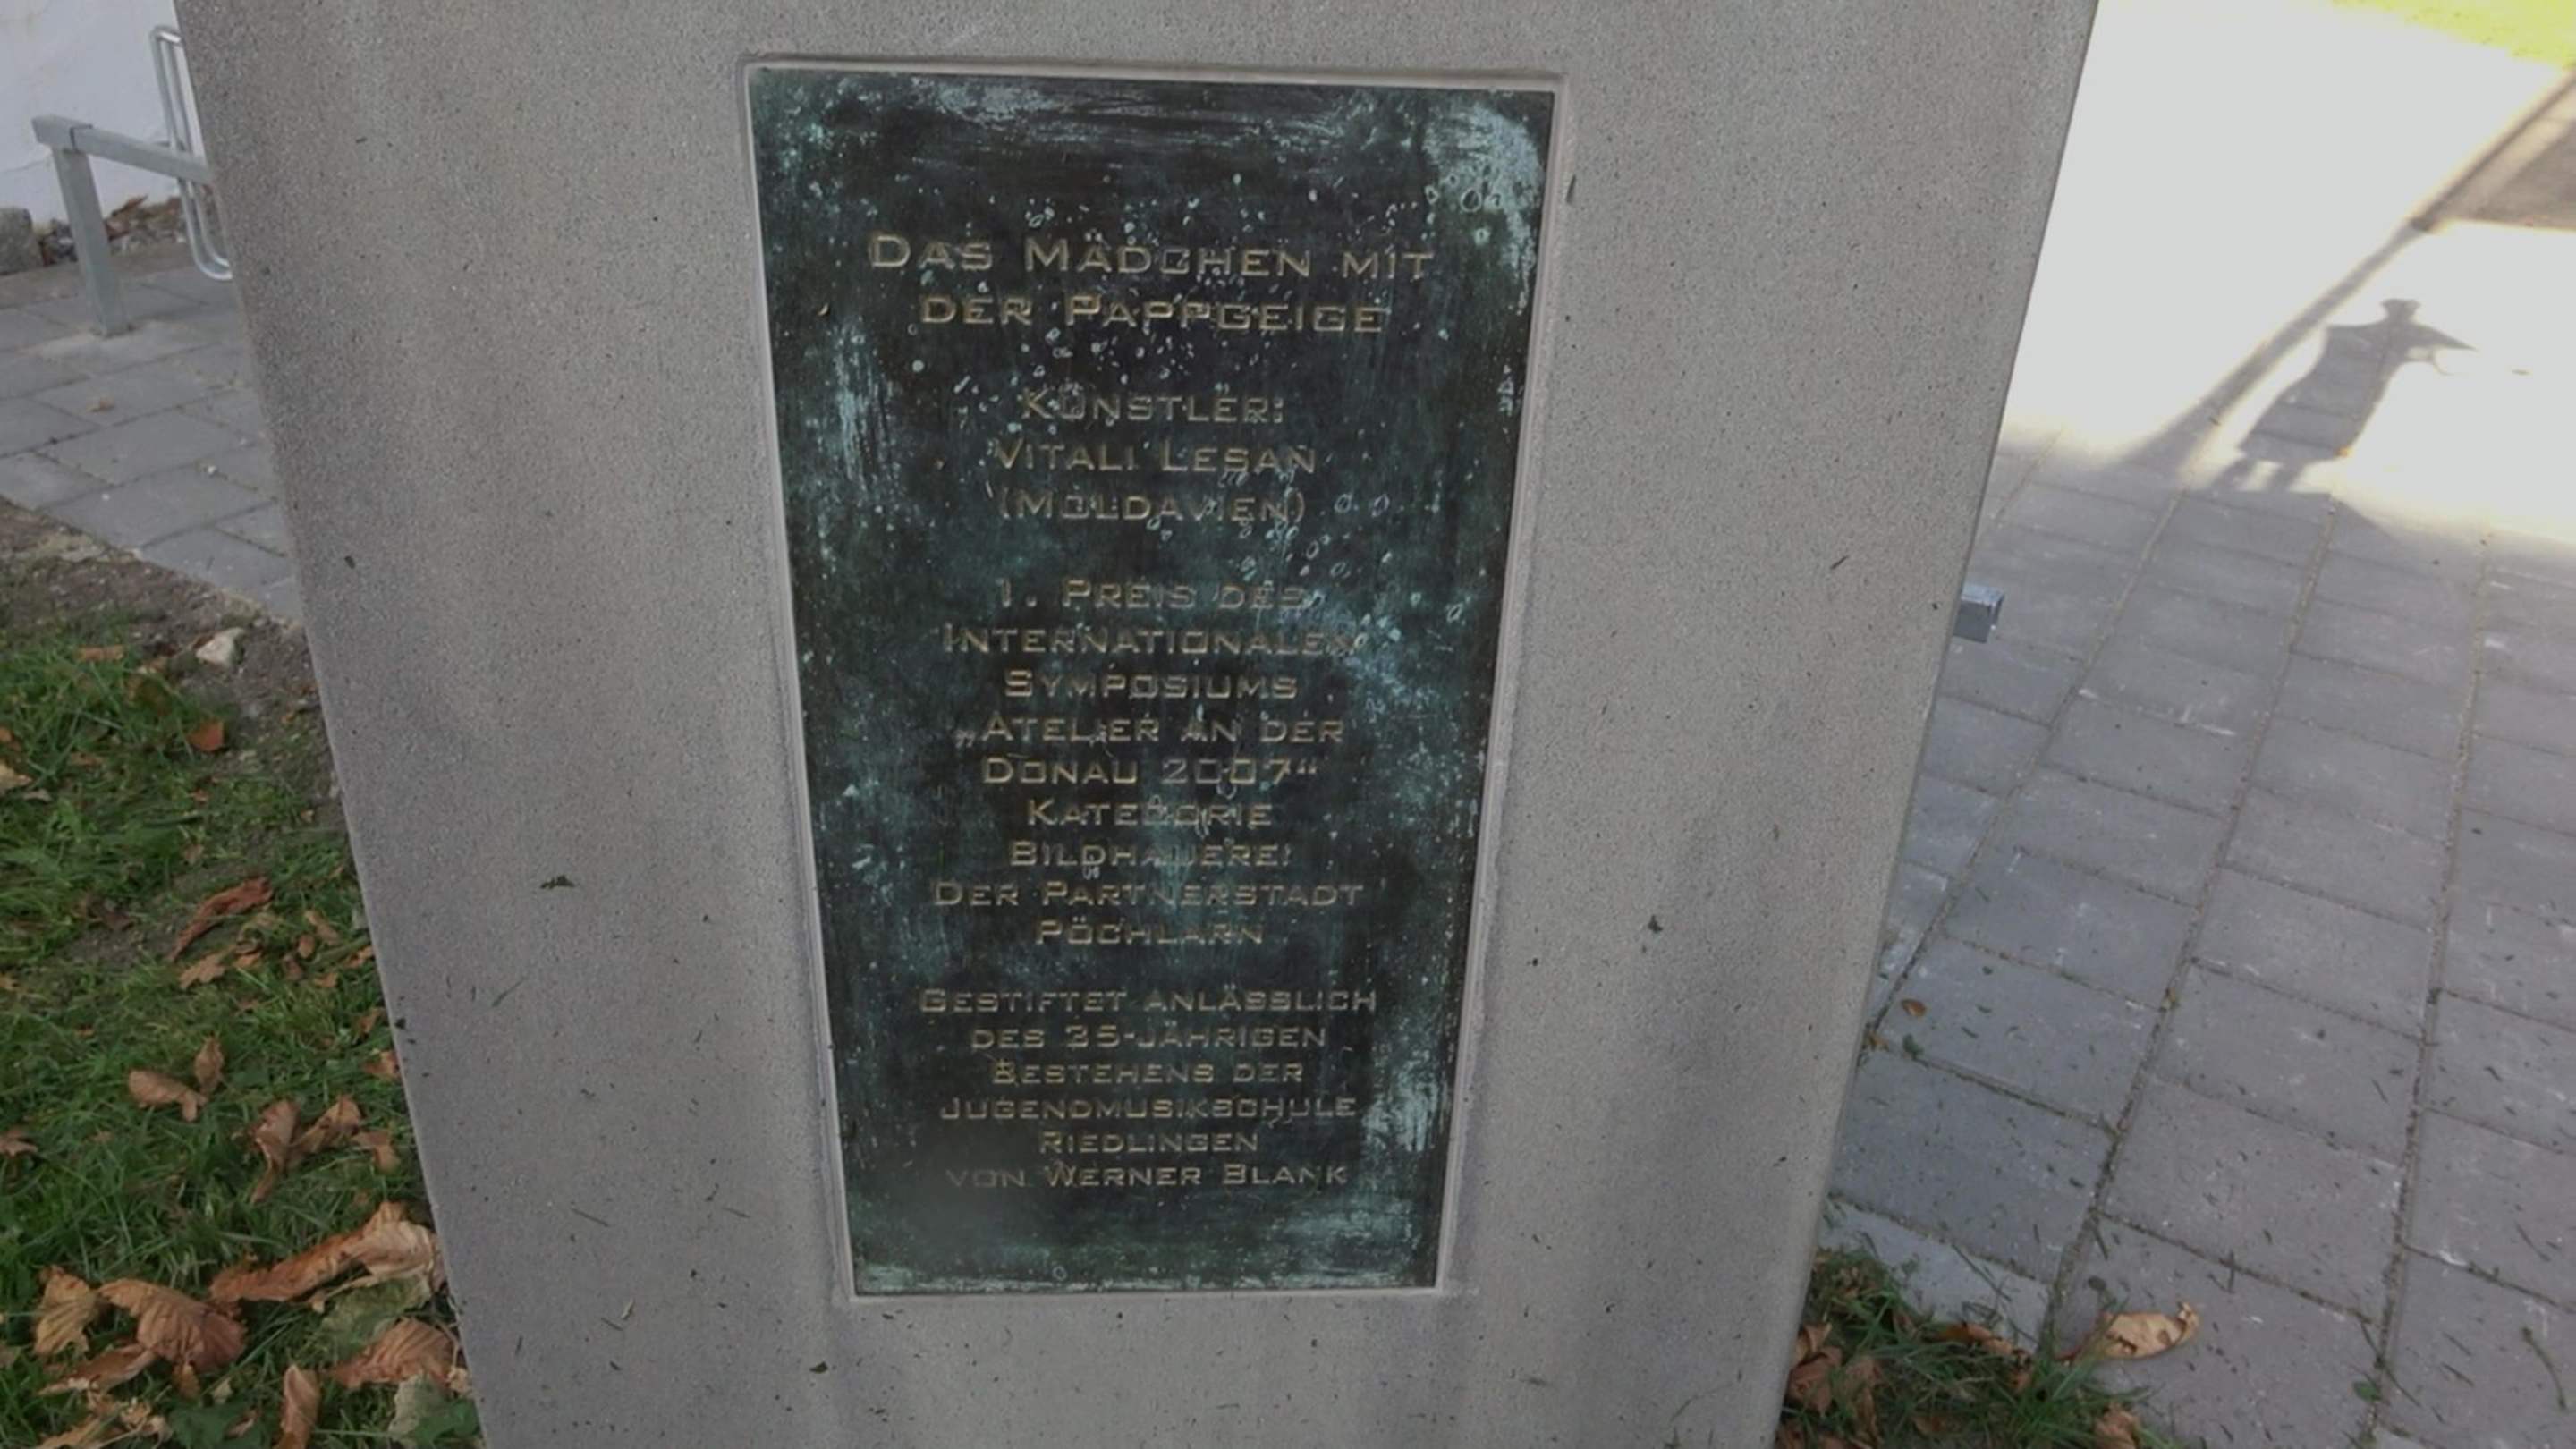 DAS MÄDCHEN MIT
DER PAPPGEIGE
KÜNSTLER:
VITALI LESAN
(MOLDAVIEN)
1. PREIS DES
INTERNATIONALEN
SYMPOSIUMS
„ATELIER AN DER
DONAU 2007“
KATEGORIE
BILDHAUEREI
DER PARTNERSTADT
PÖCHLARN
GESTIFTET ANLÄSSLICH
DES 35-JÄHRIGEN
BESTEHENS DER
JUGENDMUSIKSCHULE
RIEDLINGEN
VON WERNER BLANK